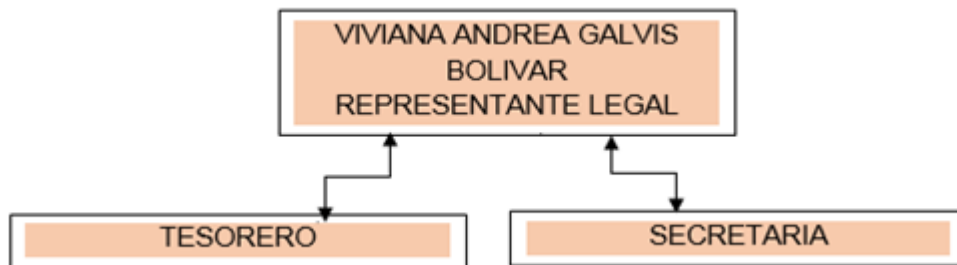 VIVIANA ANDREA GALVIS
BOLIVAR
REPRESENTANTE LEGAL
TESORERO
SECRETARIA